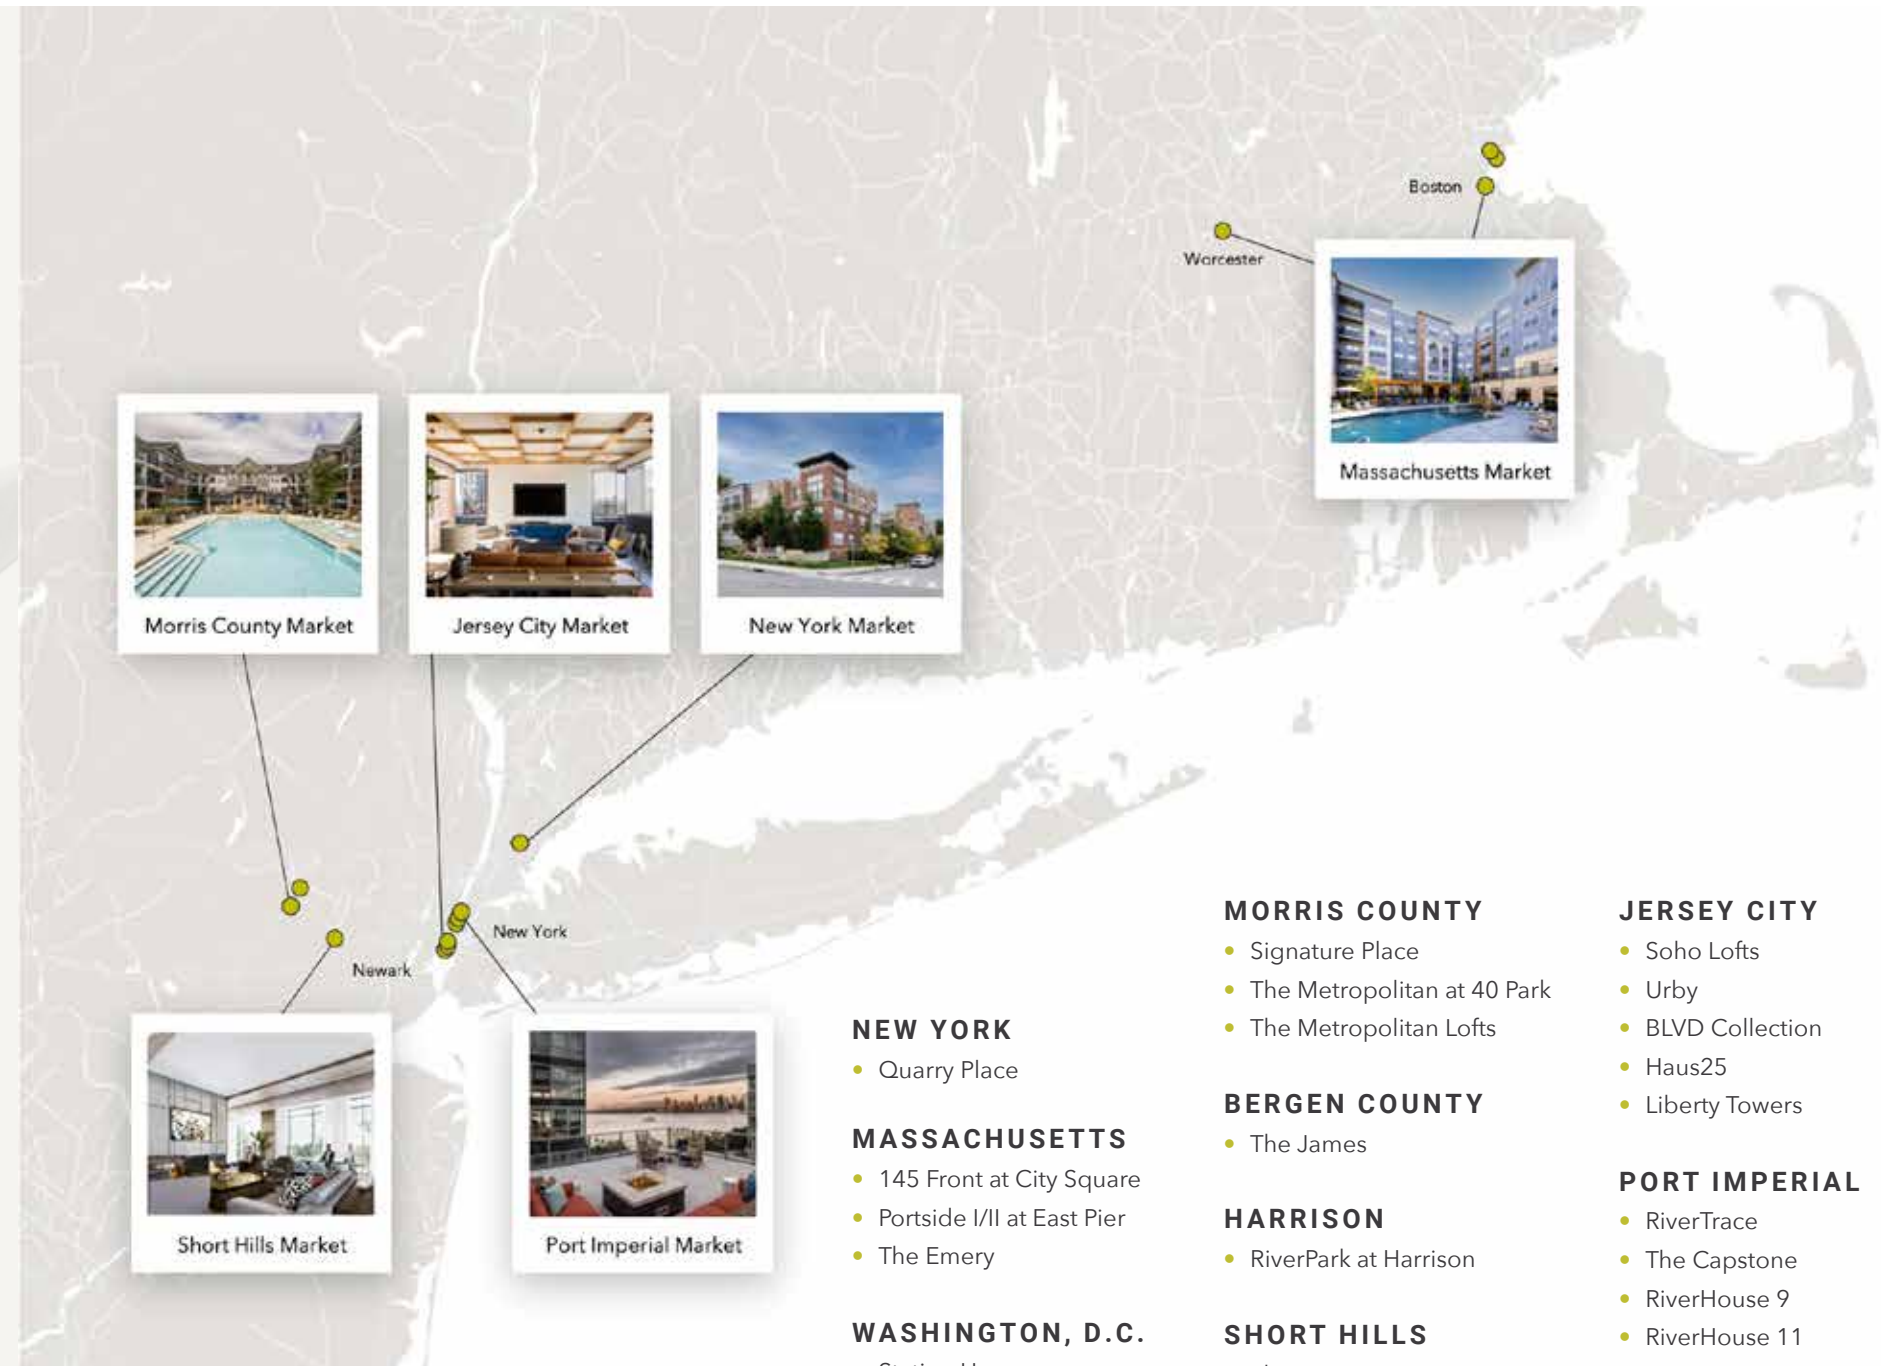 Boston
Worcester
Massachusetts Market
Morris County Market
Jersey City Market
New York Market
New York
Newark
Short Hills Market
Port Imperial Market
NEW YORK
• Quarry Place
MASSACHUSETTS
• 145 Front at City Square
• Portside I/II at East Pier
• The Emery
WASHINGTON, D.C.
MORRIS COUNTY
• Signature Place
• The Metropolitan at 40 Park
• The Metropolitan Lofts
BERGEN COUNTY
• The James
HARRISON
• RiverPark at Harrison
SHORT HILLS
JERSEY CITY
• Soho Lofts
• Urby
• BLVD Collection
• Haus25
• Liberty Towers
PORT IMPERIAL
• RiverTrace
• The Capstone
• RiverHouse 9
• RiverHouse 11